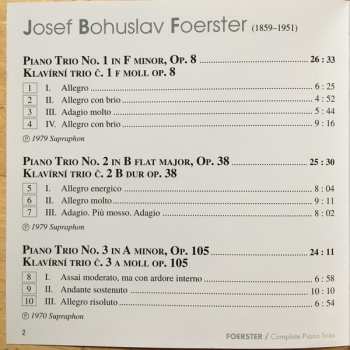 Josef Bohuslav Foerster (1859–1951)
Piano Trio No. 1 in F minor, Op. 8 26 : 33
Klavírní trio č. 1 f moll op. 8
1 I. Allegro 6 : 25
2 II. Allegro con brio 4 : 52
3 III. Adagio molto 5 : 44
4 IV. Allegro con brio 9 : 16
℗ 1979 Supraphon
Piano Trio No. 2 in B flat major, Op. 38 25 : 30
Klavírní trio č. 2 B dur op. 38
5 I. Allegro energico 8 : 04
6 II. Allegro molto 9 : 11
7 III. Adagio. Più mosso. Adagio 8 : 02
℗ 1979 Supraphon
Piano Trio No. 3 in A minor, Op. 105 24 : 11
Klavírní trio č. 3 a moll op. 105
8 I. Assai moderato, ma con ardore interno 6 : 58
9 II. Andante sostenuto 10 : 10
10 III. Allegro risoluto 6 : 54
℗ 1970 Supraphon
2 FOERSTER / Complete Piano Trios